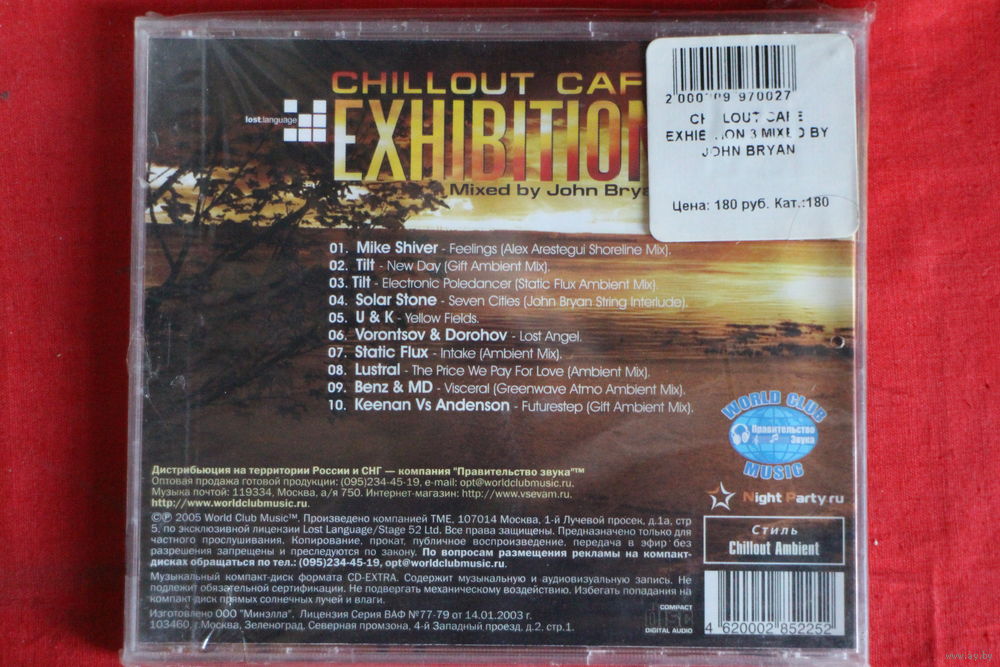 CHILLOUT CAF
EXHIBITION
Mixed by John Brya
lost.language
2 000 09 970027
CHILLOUT CAFE
EXHIB ION 3 MIXED BY
JOHN BRYAN
Цена: 180 руб. Кат.:180
01. Mike Shiver - Feelings (Alex Arestegui Shoreline Mix).
02. Tilt - New Day (Gift Ambient Mix).
03. Tilt - Electronic Poledancer (Static Flux Ambient Mix).
04. Solar Stone - Seven Cities (John Bryan String Interlude).
05. U & K - Yellow Fields.
06. Vorontsov & Dorohov - Lost Angel.
07. Static Flux - Intake (Ambient Mix).
08. Lustral - The Price We Pay For Love (Ambient Mix).
09. Benz & MD - Visceral (Greenwave Atmo Ambient Mix).
10. Keenan Vs Andenson - Futurestep (Gift Ambient Mix).
WORLD CLUB
Правительство
Звука
MUSIC
Night Party.ru
Стиль
Chillout Ambient
Дистрибьюция на территории России и СНГ — компания "Правительство звука"™
Оптовая продажа готовой продукции: (095)234-45-19, e-mail: opt@worldclubmusic.ru.
Музыка почтой: 119334, Москва, а/я 750. Интернет-магазин: http://www.vsevam.ru.
http://www.worldclubmusic.ru.
©℗ 2005 World Club Music™. Произведено компанией TME, 107014 Москва, 1-й Лучевой просек, д.1а, стр
5, по эксклюзивной лицензии Lost Language/Stage 52 Ltd. Все права защищены. Предназначено только для
частного прослушивания. Копирование, прокат, публичное воспроизведение, передача в эфир без
разрешения запрещены и преследуются по закону. По вопросам размещения рекламы на компакт-
дисках обращаться по тел.: (095)234-45-19, opt@worldclubmusic.ru.
Музыкальный компакт-диск формата CD-EXTRA. Содержит музыкальную и аудиовизуальную запись. Не
подлежит обязательной сертификации. Не подвергать механическому воздействию. Избегать попадания на
компакт-диск прямых солнечных лучей и влаги.
Изготовлено ООО "Минэлла". Лицензия Серия ВАФ №77-79 от 14.01.2003 г.
103460, г.Москва, Зеленоград, Северная промзона, 4-й Западный проезд, д.2, стр.1.
COMPACT
disc
DIGITAL AUDIO
4 620002 852252
www.ay.by